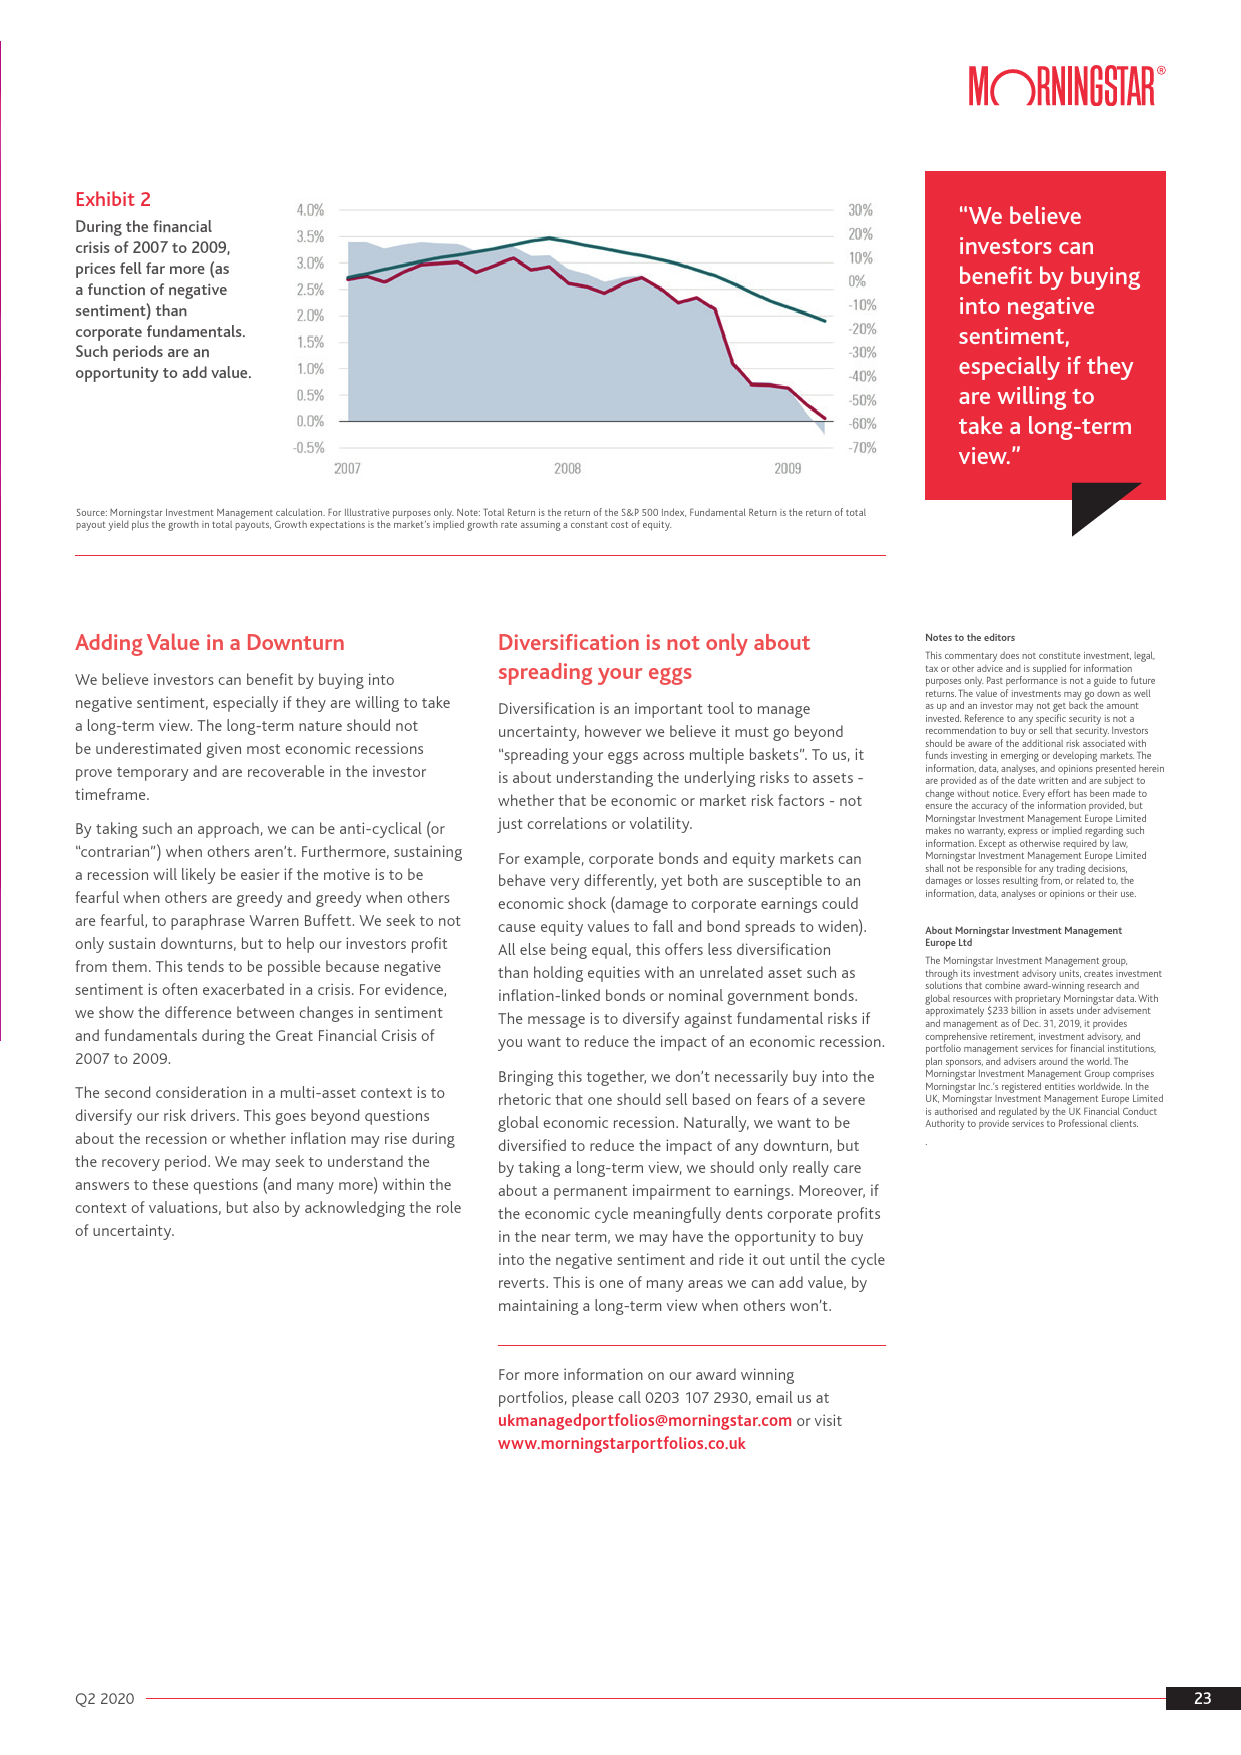 MORNINGSTAR®
Exhibit 2
During the financial
crisis of 2007 to 2009,
prices fell far more (as
a function of negative
sentiment) than
corporate fundamentals.
Such periods are an
opportunity to add value.
4.0%
3.5%
3.0%
2.5%
2.0%
1.5%
1.0%
0.5%
0.0%
-0.5%
30%
20%
10%
0%
-10%
-20%
-30%
-40%
-50%
-60%
-70%
2007 2008 2009
Source: Morningstar Investment Management calculation. For Illustrative purposes only. Note: Total Return is the return of the S&P 500 Index, Fundamental Return is the return of total
payout yield plus the growth in total payouts, Growth expectations is the market's implied growth rate assuming a constant cost of equity.
“We believe
investors can
benefit by buying
into negative
sentiment,
especially if they
are willing to
take a long-term
view.”
Adding Value in a Downturn
We believe investors can benefit by buying into
negative sentiment, especially if they are willing to take
a long-term view. The long-term nature should not
be underestimated given most economic recessions
prove temporary and are recoverable in the investor
timeframe.
By taking such an approach, we can be anti-cyclical (or
“contrarian”) when others aren't. Furthermore, sustaining
a recession will likely be easier if the motive is to be
fearful when others are greedy and greedy when others
are fearful, to paraphrase Warren Buffett. We seek to not
only sustain downturns, but to help our investors profit
from them. This tends to be possible because negative
sentiment is often exacerbated in a crisis. For evidence,
we show the difference between changes in sentiment
and fundamentals during the Great Financial Crisis of
2007 to 2009.
The second consideration in a multi-asset context is to
diversify our risk drivers. This goes beyond questions
about the recession or whether inflation may rise during
the recovery period. We may seek to understand the
answers to these questions (and many more) within the
context of valuations, but also by acknowledging the role
of uncertainty.
Diversification is not only about
spreading your eggs
Diversification is an important tool to manage
uncertainty, however we believe it must go beyond
“spreading your eggs across multiple baskets”. To us, it
is about understanding the underlying risks to assets -
whether that be economic or market risk factors - not
just correlations or volatility.
For example, corporate bonds and equity markets can
behave very differently, yet both are susceptible to an
economic shock (damage to corporate earnings could
cause equity values to fall and bond spreads to widen).
All else being equal, this offers less diversification
than holding equities with an unrelated asset such as
inflation-linked bonds or nominal government bonds.
The message is to diversify against fundamental risks if
you want to reduce the impact of an economic recession.
Bringing this together, we don't necessarily buy into the
rhetoric that one should sell based on fears of a severe
global economic recession. Naturally, we want to be
diversified to reduce the impact of any downturn, but
by taking a long-term view, we should only really care
about a permanent impairment to earnings. Moreover, if
the economic cycle meaningfully dents corporate profits
in the near term, we may have the opportunity to buy
into the negative sentiment and ride it out until the cycle
reverts. This is one of many areas we can add value, by
maintaining a long-term view when others won't.
For more information on our award winning
portfolios, please call 0203 107 2930, email us at
ukmanagedportfolios@morningstar.com or visit
www.morningstarportfolios.co.uk
Notes to the editors
This commentary does not constitute investment, legal,
tax or other advice and is supplied for information
purposes only. Past performance is not a guide to future
returns. The value of investments may go down as well
as up and an investor may not get back the amount
invested. Reference to any specific security is not a
recommendation to buy or sell that security. Investors
should be aware of the additional risk associated with
funds investing in emerging or developing markets. The
information, data, analyses, and opinions presented herein
are provided as of the date written and are subject to
change without notice. Every effort has been made to
ensure the accuracy of the information provided, but
Morningstar Investment Management Europe Limited
makes no warranty, express or implied regarding such
information. Except as otherwise required by law,
Morningstar Investment Management Europe Limited
shall not be responsible for any trading decisions,
damages or losses resulting from, or related to, the
information, data, analyses or opinions or their use.
About Morningstar Investment Management
Europe Ltd
The Morningstar Investment Management group,
through its investment advisory units, creates investment
solutions that combine award-winning research and
global resources with proprietary Morningstar data. With
approximately $233 billion in assets under advisement
and management as of Dec. 31, 2019, it provides
comprehensive retirement, investment advisory, and
portfolio management services for financial institutions,
plan sponsors, and advisers around the world. The
Morningstar Investment Management Group comprises
Morningstar Inc.'s registered entities worldwide. In the
UK, Morningstar Investment Management Europe Limited
is authorised and regulated by the UK Financial Conduct
Authority to provide services to Professional clients.
.
Q2 2020
23